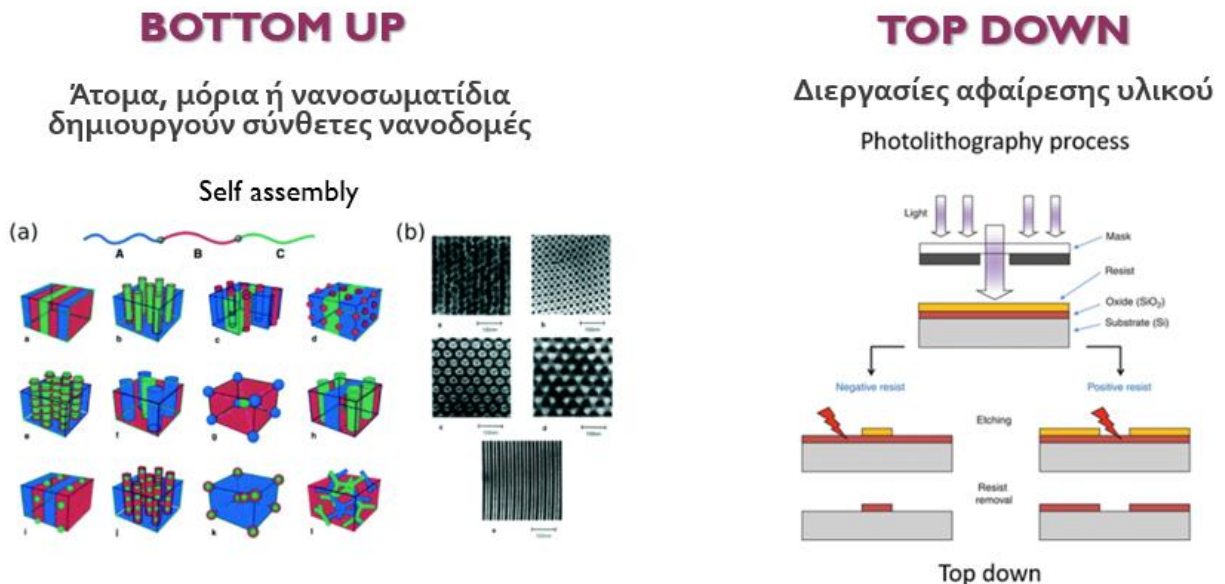 BOTTOM UP
Άτομα, μόρια ή νανοσωματίδια
δημιουργούν σύνθετες νανοδομές
Self assembly
(a)
A B C
a b c d
e f g h
i j k l
(b)
a b
c d
e
TOP DOWN
Διεργασίες αφαίρεσης υλικού
Photolithography process
Light
Mask
Resist
Oxide (SiO₂)
Substrate (Si)
Negative resist
Positive resist
Etching
Resist
removal
Top down